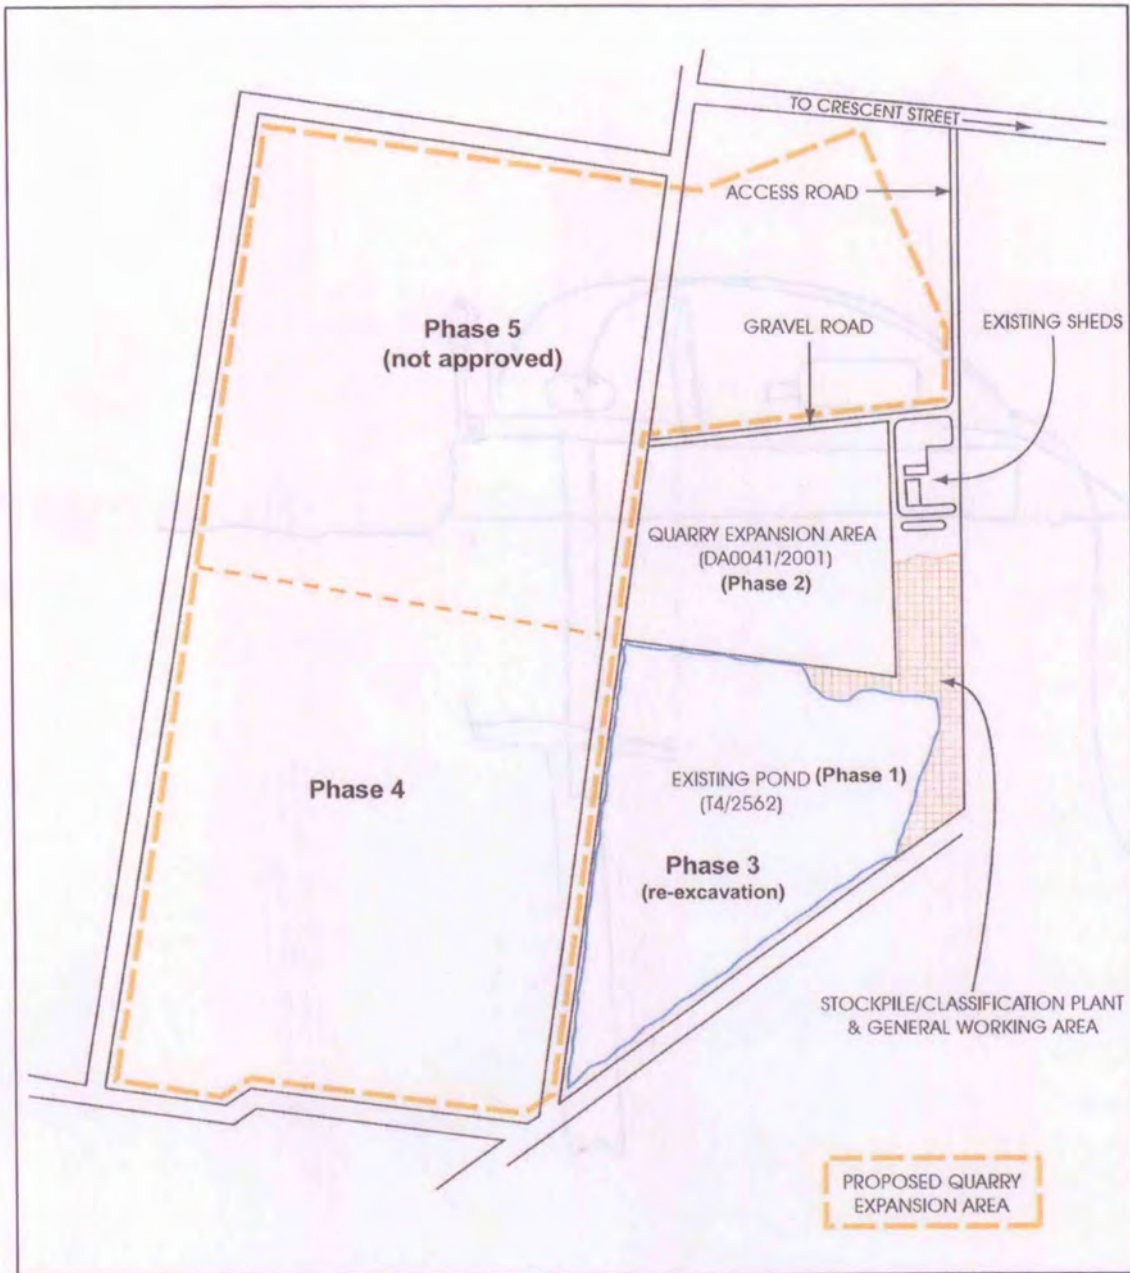 TO CRESCENT STREET
ACCESS ROAD
Phase 5
(not approved)
GRAVEL ROAD
EXISTING SHEDS
QUARRY EXPANSION AREA
(DA0041/2001)
(Phase 2)
Phase 4
EXISTING POND (Phase 1)
(T4/2562)
Phase 3
(re-excavation)
STOCKPILE/CLASSIFICATION PLANT
& GENERAL WORKING AREA
PROPOSED QUARRY
EXPANSION AREA